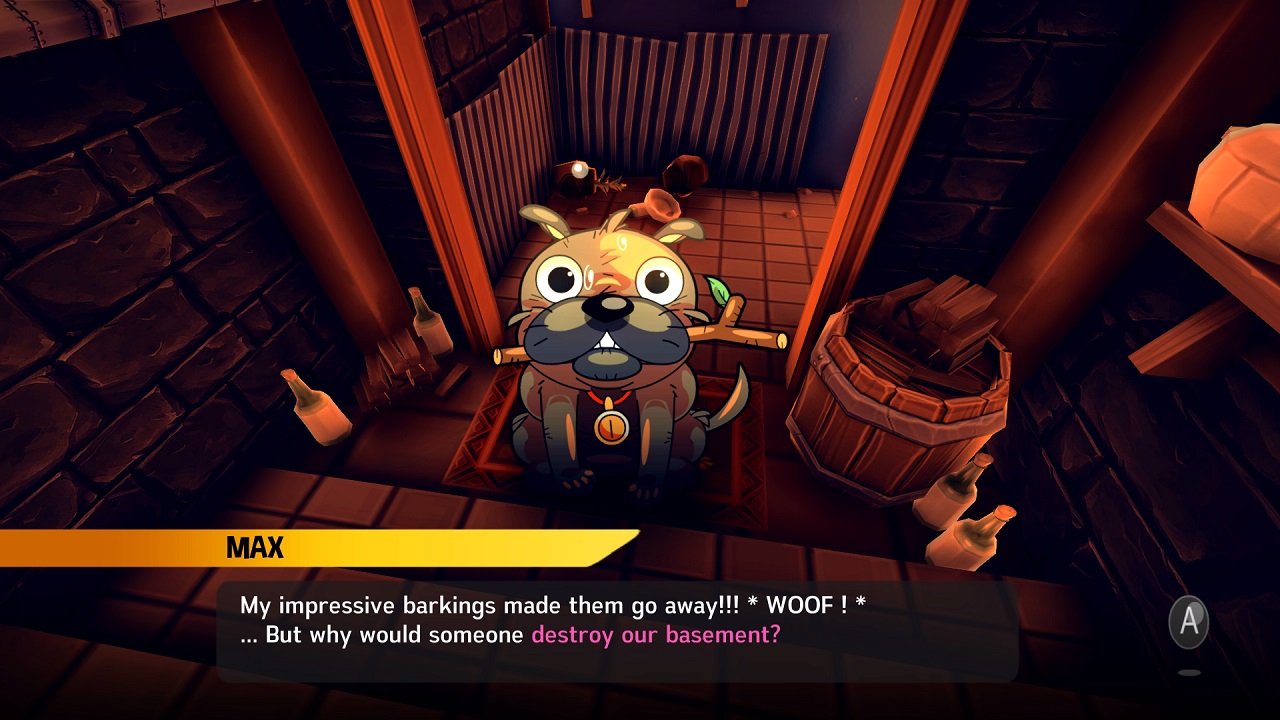 MAX
My impressive barkings made them go away!!! * WOOF ! *
... But why would someone destroy our basement?
A